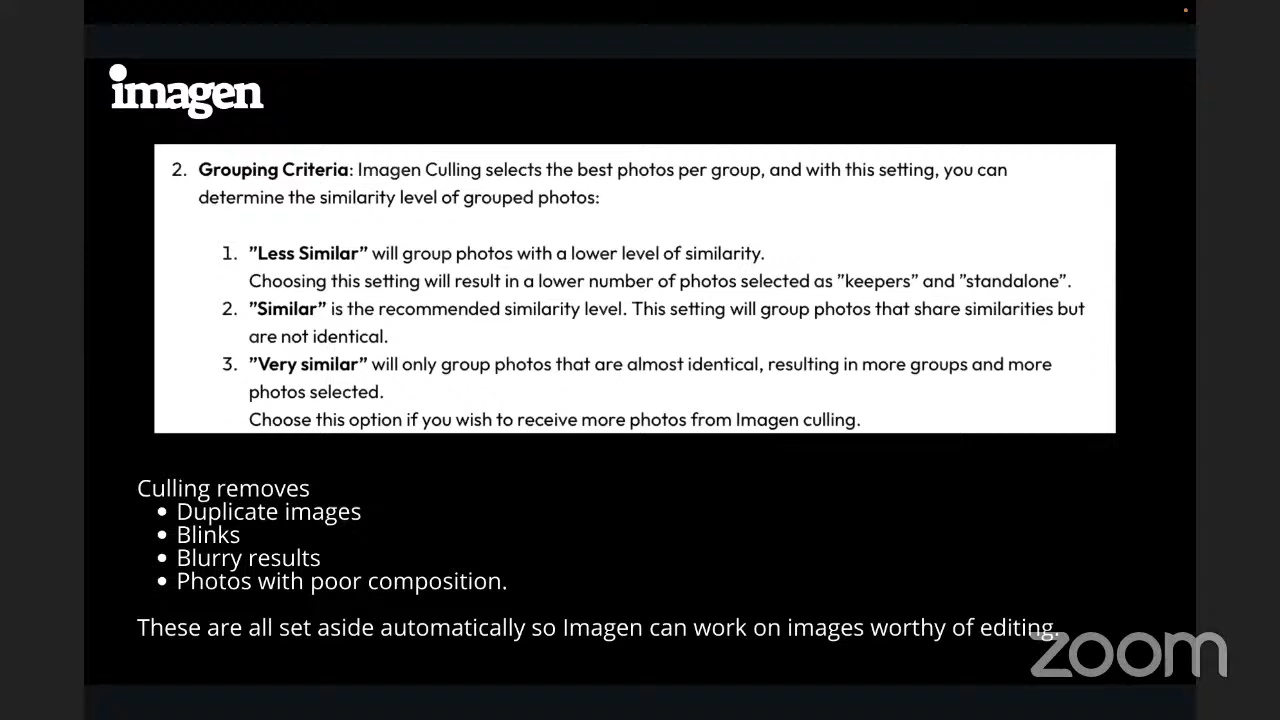 imagen
2. Grouping Criteria: Imagen Culling selects the best photos per group, and with this setting, you can
determine the similarity level of grouped photos:
1. ”Less Similar” will group photos with a lower level of similarity.
Choosing this setting will result in a lower number of photos selected as ”keepers” and ”standalone”.
2. ”Similar” is the recommended similarity level. This setting will group photos that share similarities but
are not identical.
3. ”Very similar” will only group photos that are almost identical, resulting in more groups and more
photos selected.
Choose this option if you wish to receive more photos from Imagen culling.
Culling removes
• Duplicate images
• Blinks
• Blurry results
• Photos with poor composition.
These are all set aside automatically so Imagen can work on images worthy of editing.
zoom